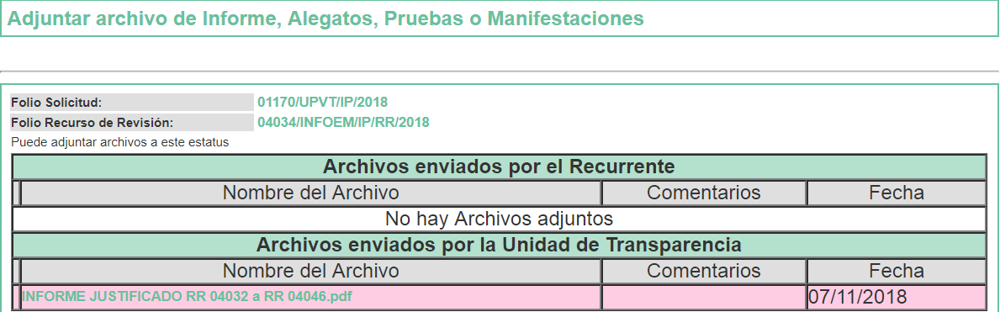 Adjuntar archivo de Informe, Alegatos, Pruebas o Manifestaciones
Folio Solicitud: 01170/UPVT/IP/2018
Folio Recurso de Revisión: 04034/INFOEM/IP/RR/2018
Puede adjuntar archivos a este estatus
Archivos enviados por el Recurrente
Nombre del Archivo Comentarios Fecha
No hay Archivos adjuntos
Archivos enviados por la Unidad de Transparencia
Nombre del Archivo Comentarios Fecha
INFORME JUSTIFICADO RR 04032 a RR 04046.pdf 07/11/2018